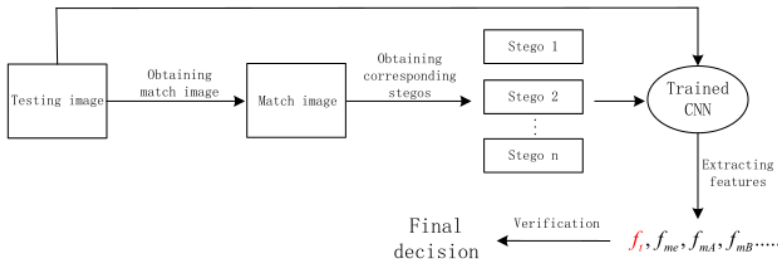 Testing image
Obtaining
match image
Match image
Obtaining
corresponding
stegos
Stego 1
Stego 2
⋮
Stego n
Trained
CNN
Extracting
features
f_t, f_me, f_mA, f_mB.....
Verification
Final
decision